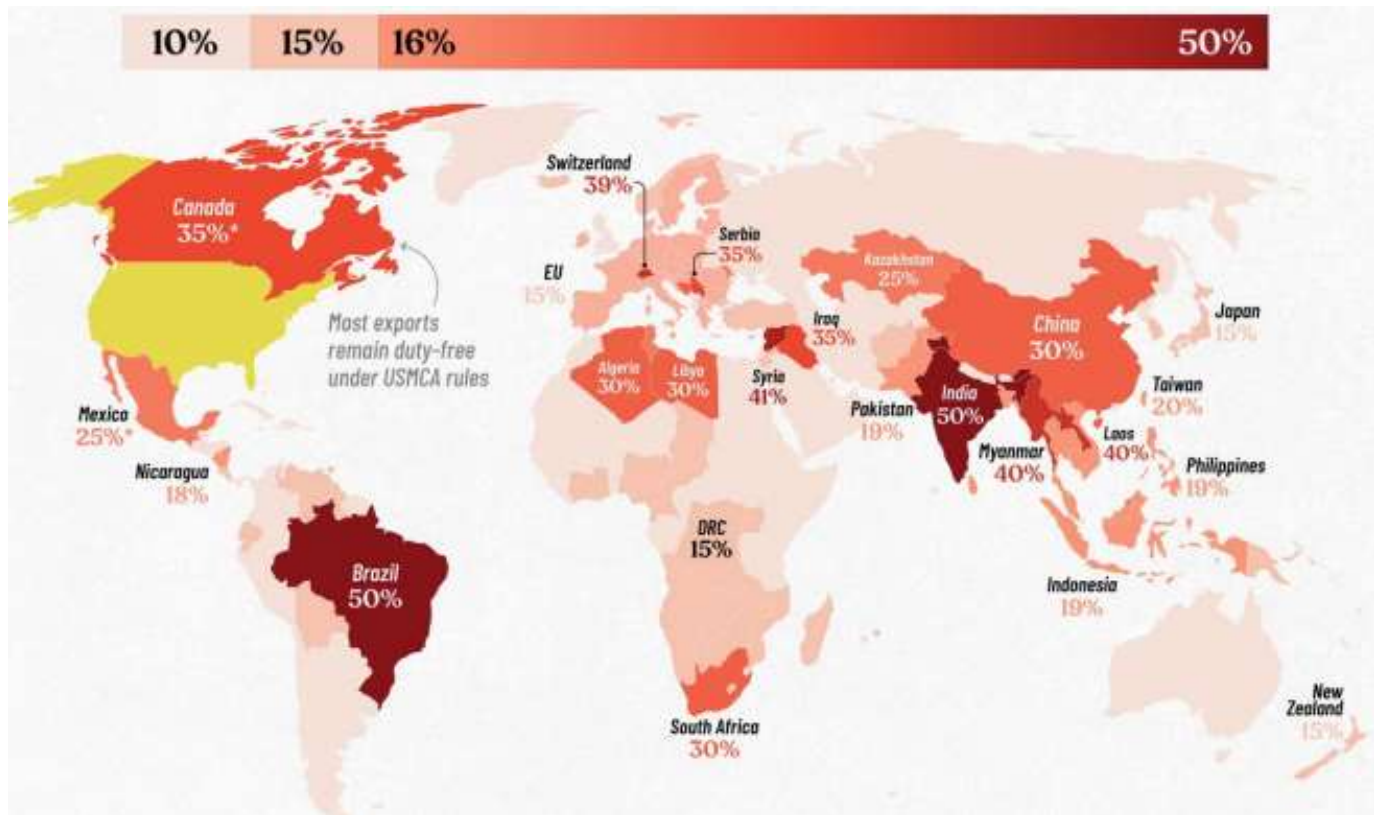 10% 15% 16% 50%
Canada
35%*
Most exports
remain duty-free
under USMCA rules
Mexico
25%*
Nicaragua
18%
Brazil
50%
Switzerland
39%
Serbia
35%
EU
15%
Kazakhstan
25%
China
30%
Japan
15%
Iraq
35%
Algeria
30%
Libya
30%
Syria
41%
Pakistan
19%
India
50%
Taiwan
20%
Myanmar
40%
Laos
40%
Philippines
19%
DRC
15%
Indonesia
19%
South Africa
30%
New
Zealand
15%